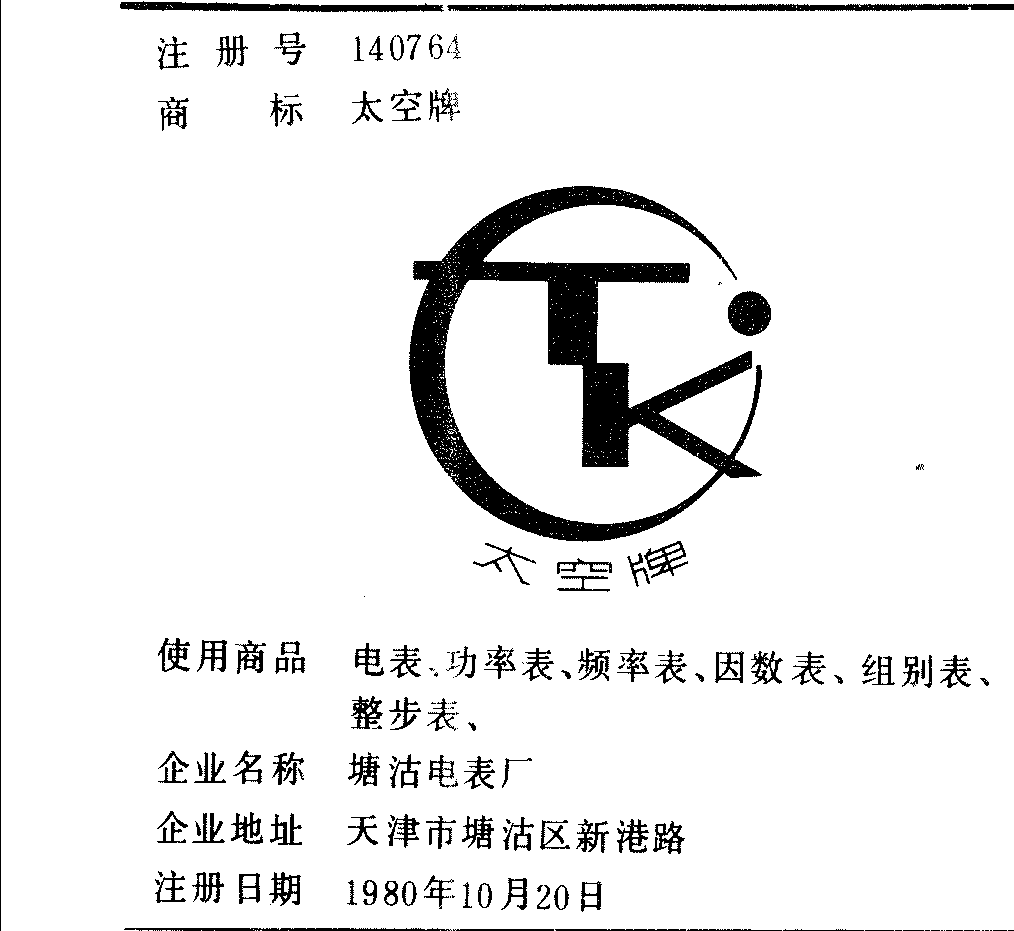 注册号 140764
商标 太空牌
TK
太空牌
使用商品 电表、功率表、频率表、因数表、组别表、
整步表、
企业名称 塘沽电表厂
企业地址 天津市塘沽区新港路
注册日期 1980年10月20日